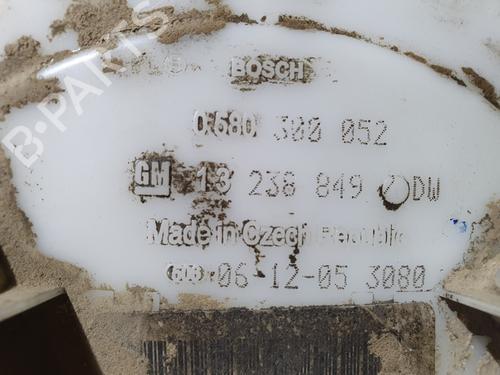 B-PARTS
BOSCH
0 580 300 052
GM 13 238 849 DW
Made in Czech Republic
603 06-12-05 3080